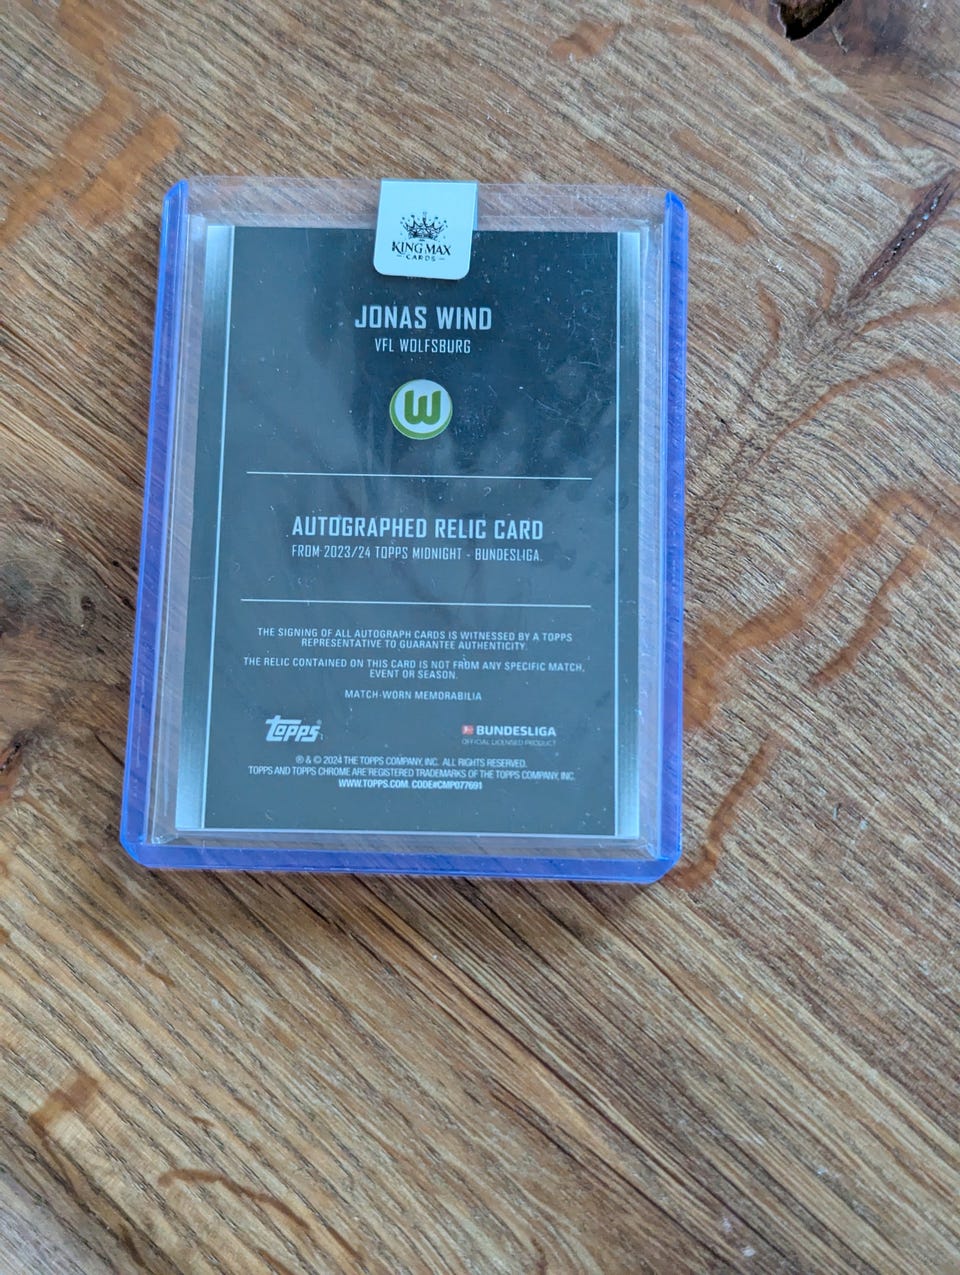 KING MAX
- CARDS -
JONAS WIND
VFL WOLFSBURG
W
AUTOGRAPHED RELIC CARD
FROM 2023/24 TOPPS MIDNIGHT - BUNDESLIGA.
THE SIGNING OF ALL AUTOGRAPH CARDS IS WITNESSED BY A TOPPS
REPRESENTATIVE TO GUARANTEE AUTHENTICITY.
THE RELIC CONTAINED ON THIS CARD IS NOT FROM ANY SPECIFIC MATCH,
EVENT OR SEASON.
MATCH-WORN MEMORABILIA
topps®
BUNDESLIGA
OFFICIAL LICENSED PRODUCT
® & © 2024 THE TOPPS COMPANY, INC. ALL RIGHTS RESERVED.
TOPPS AND TOPPS CHROME ARE REGISTERED TRADEMARKS OF THE TOPPS COMPANY, INC.
WWW.TOPPS.COM. CODE#CMP077691